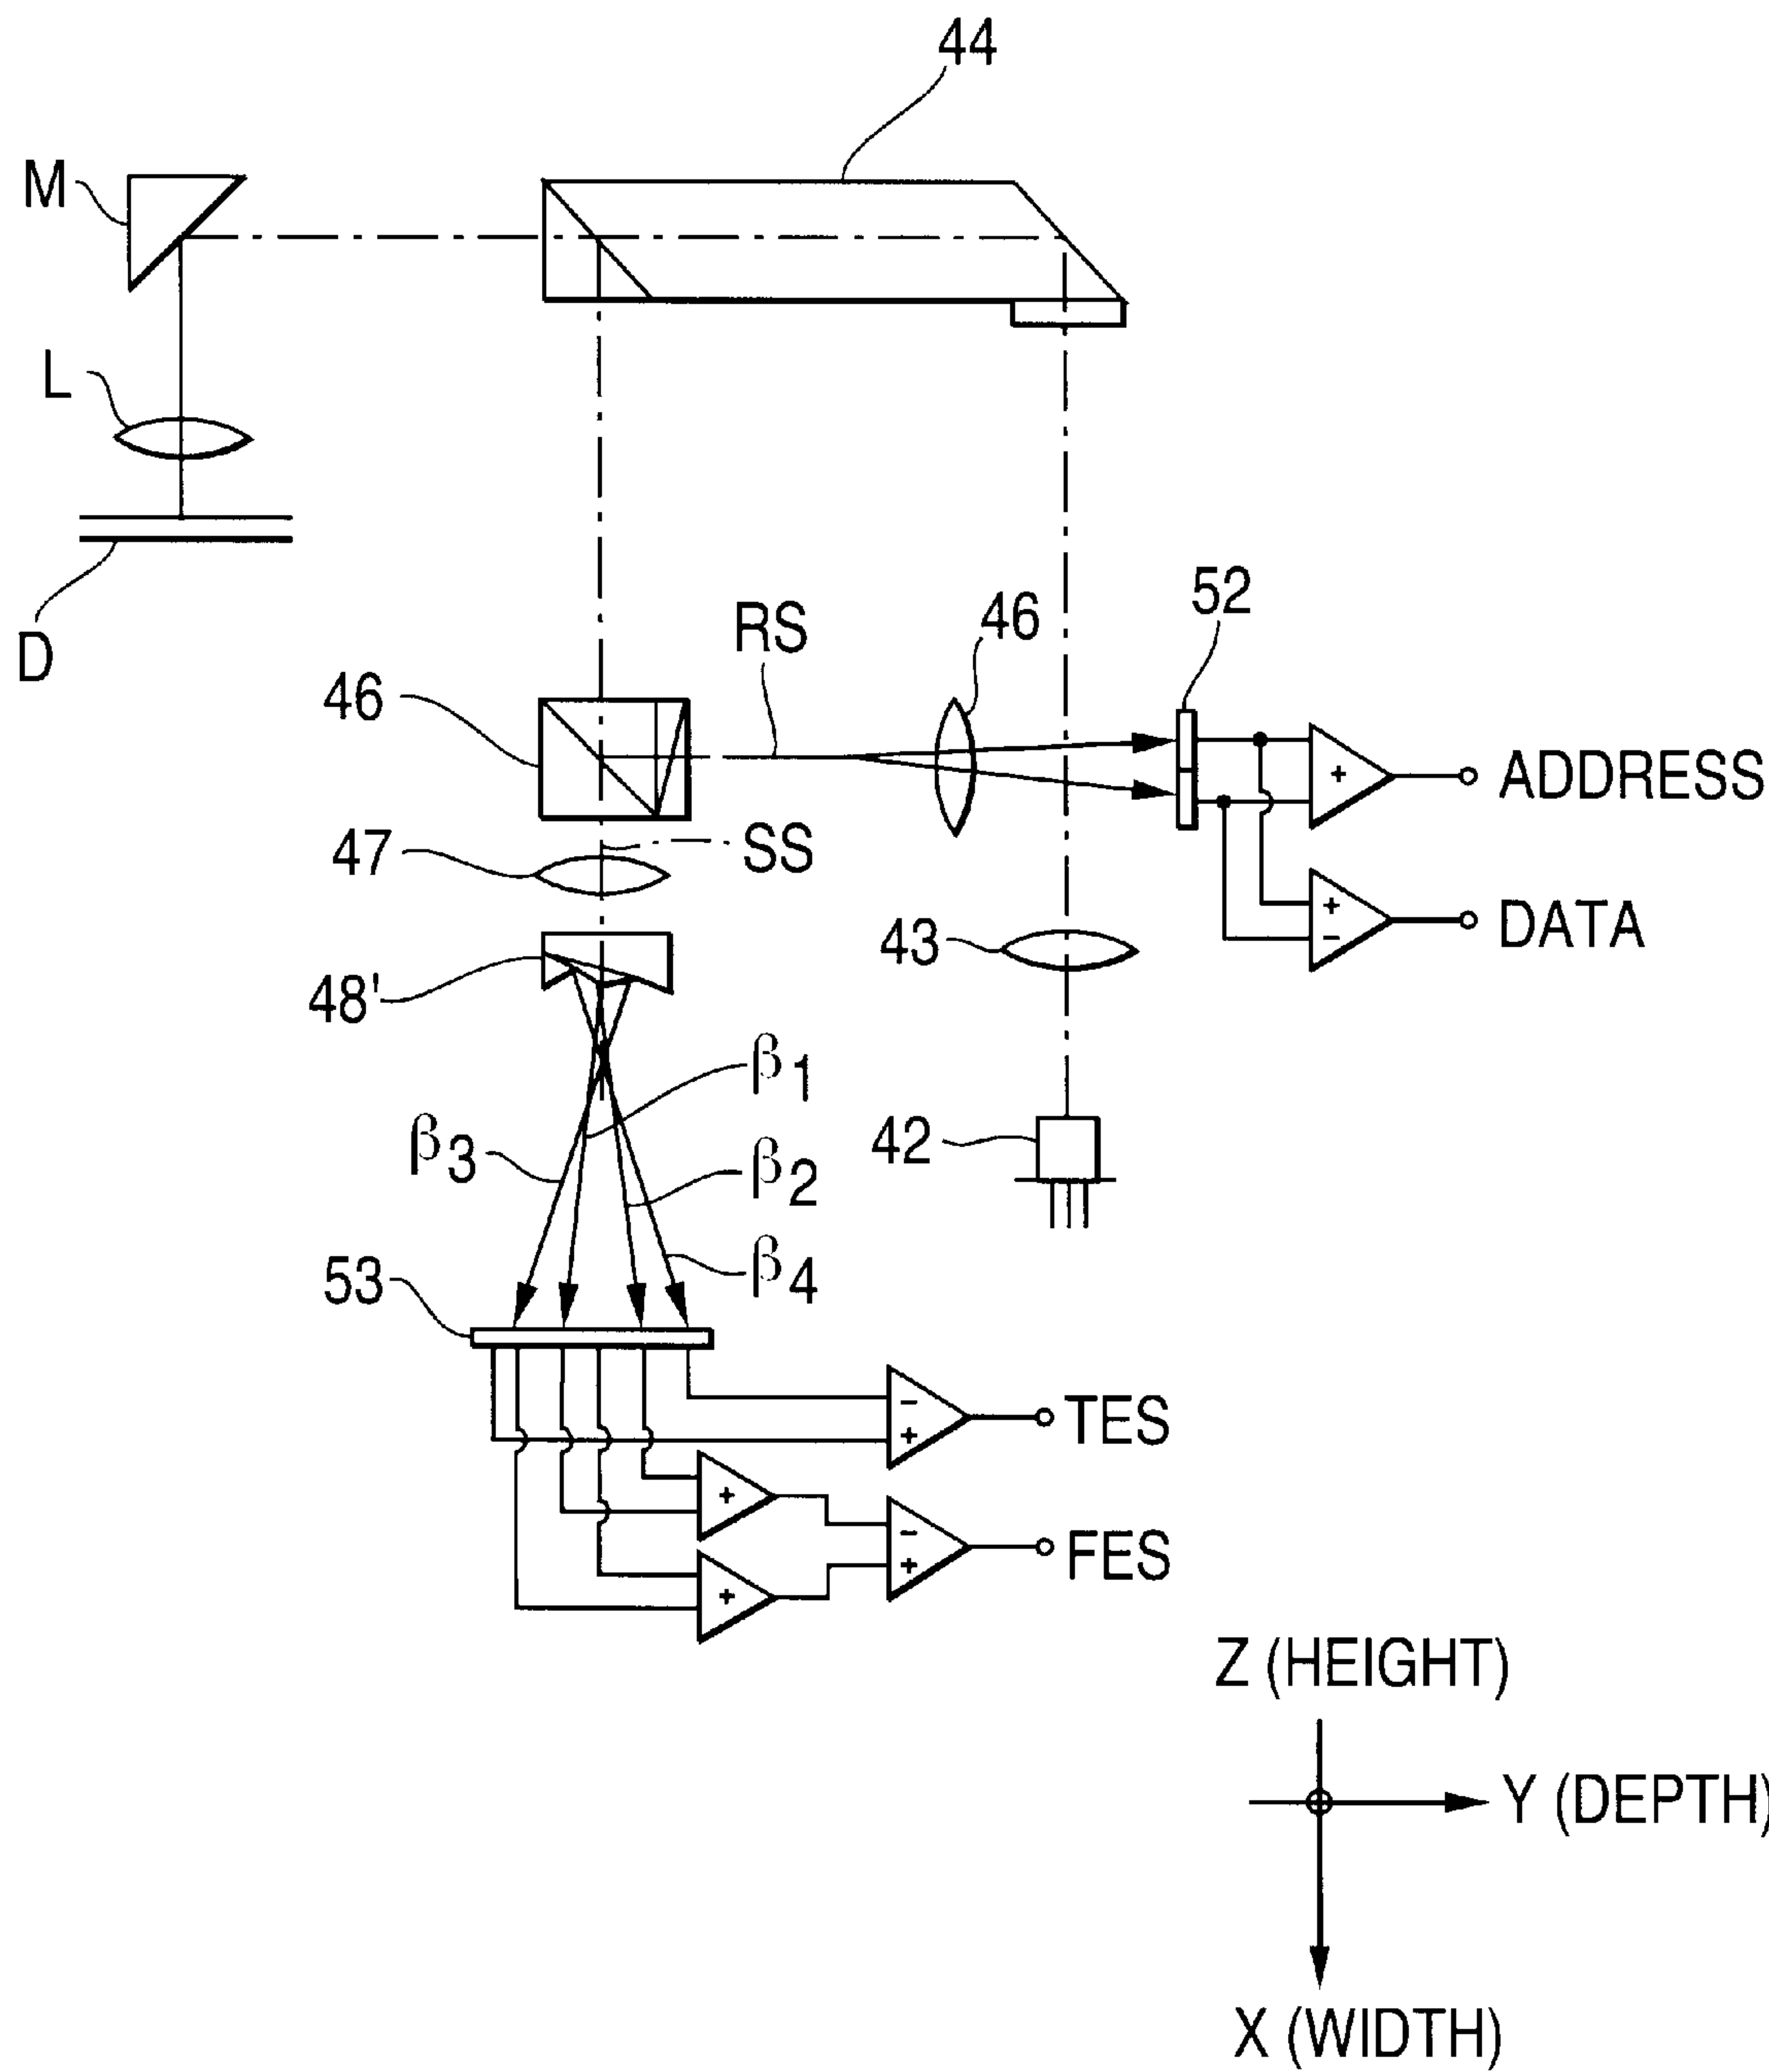 44
M
L
D
RS
46
52
46
ADDRESS
+
SS
47
DATA
+
−
43
48'
β1
β3
42
β2
β4
53
−
TES
+
+
−
FES
+
+
Z (HEIGHT)
Y (DEPTH)
X (WIDTH)